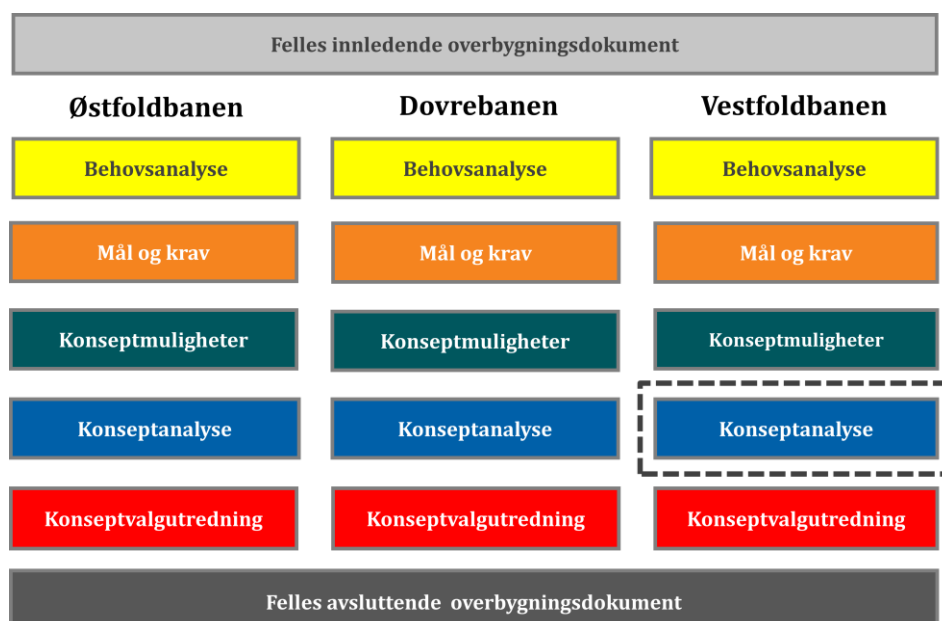 Felles innledende overbygningsdokument
Østfoldbanen Dovrebanen Vestfoldbanen
Behovsanalyse Behovsanalyse Behovsanalyse
Mål og krav Mål og krav Mål og krav
Konseptmuligheter Konseptmuligheter Konseptmuligheter
Konseptanalyse Konseptanalyse Konseptanalyse
Konseptvalgutredning Konseptvalgutredning Konseptvalgutredning
Felles avsluttende overbygningsdokument